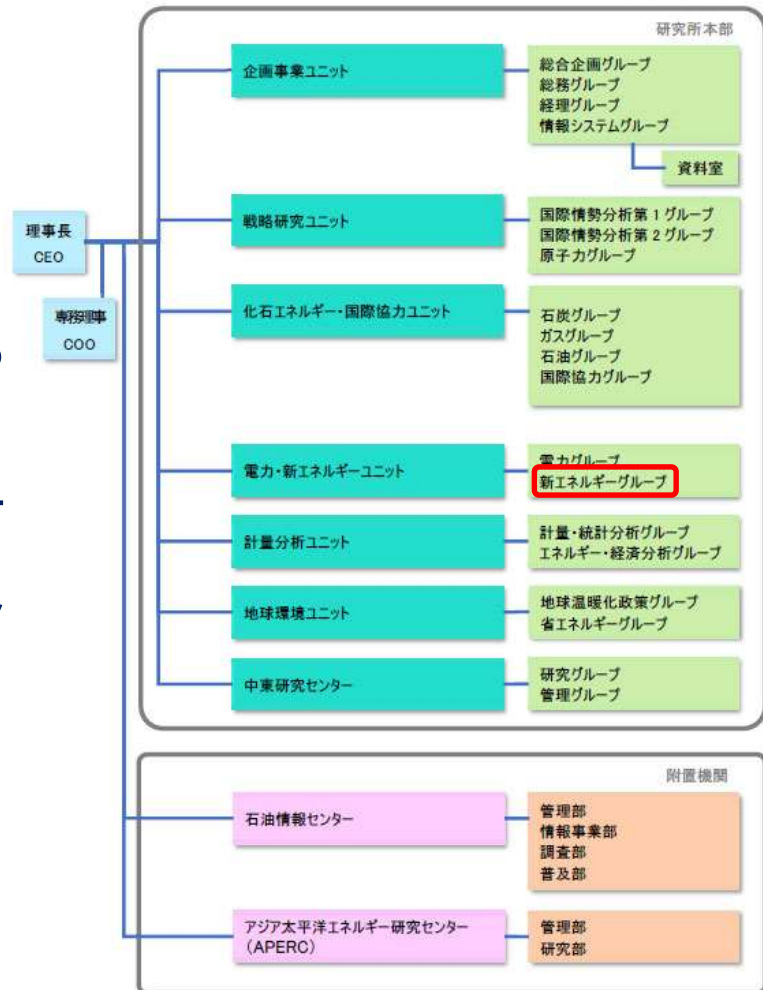 研究所本部
企画事業ユニット
総合企画グループ
総務グループ
経理グループ
情報システムグループ
資料室
理事長
CEO
専務理事
COO
戦略研究ユニット
国際情勢分析第1グループ
国際情勢分析第2グループ
原子力グループ
化石エネルギー・国際協力ユニット
石炭グループ
ガスグループ
石油グループ
国際協力グループ
電力・新エネルギーユニット
電力グループ
新エネルギーグループ
計量分析ユニット
計量・統計分析グループ
エネルギー・経済分析グループ
地球環境ユニット
地球温暖化政策グループ
省エネルギーグループ
中東研究センター
研究グループ
管理グループ
附置機関
石油情報センター
管理部
情報事業部
調査部
普及部
アジア太平洋エネルギー研究センター
(APERC)
管理部
研究部